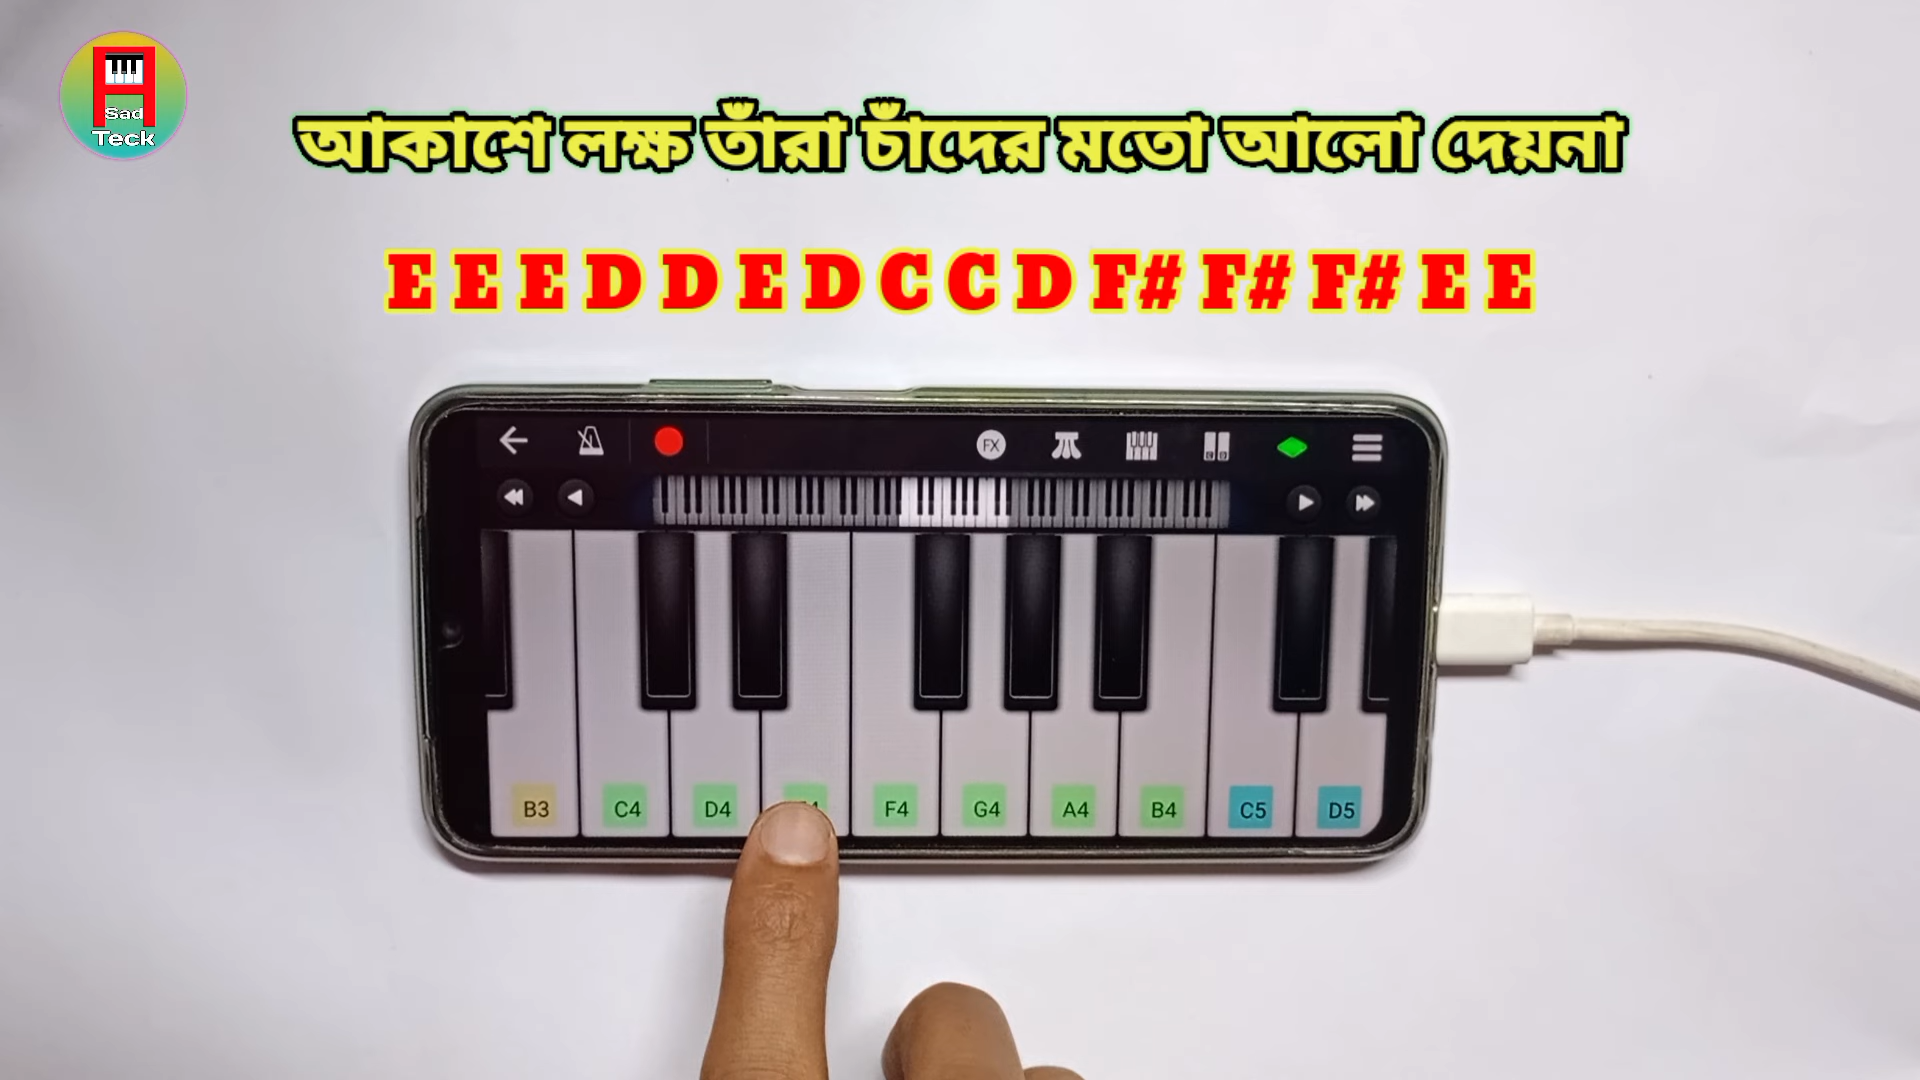 Sad
Teck
আকাশে লক্ষ তাঁরা চাঁদের মতো আলো দেয়না
E E E D D E D C C D F# F# F# E E
FX
B3 C4 D4 F4 G4 A4 B4 C5 D5